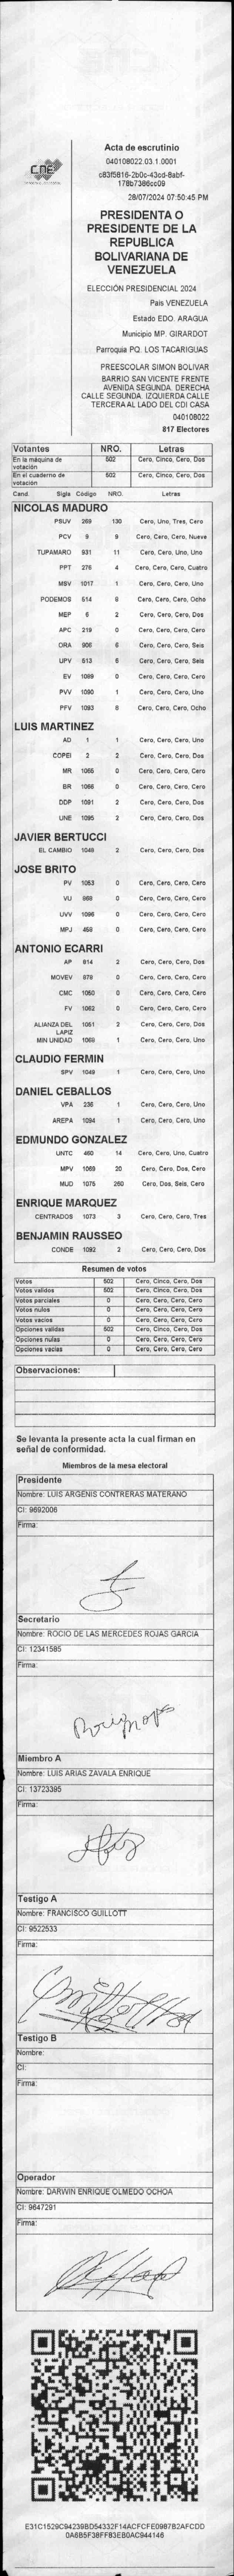 CNE
Acta de escrutinio
040108022.03.1.0001
c83f5816-2b0c-43cd-8abf-
178b7386cc09
28/07/2024 07:50:45 PM
PRESIDENTA O
PRESIDENTE DE LA
REPUBLICA
BOLIVARIANA DE
VENEZUELA
ELECCIÓN PRESIDENCIAL 2024
País VENEZUELA
Estado EDO. ARAGUA
Municipio MP. GIRARDOT
Parroquia PQ. LOS TACARIGUAS
PREESCOLAR SIMON BOLIVAR
BARRIO SAN VICENTE FRENTE
AVENIDA SEGUNDA. DERECHA
CALLE SEGUNDA. IZQUIERDA CALLE
TERCERA AL LADO DEL CDI CASA
040108022
817 Electores
Votantes NRO. Letras
En la máquina de votación 502 Cero, Cinco, Cero, Dos
En el cuaderno de votación 502 Cero, Cinco, Cero, Dos
Cand. Sigla Codigo NRO. Letras
NICOLAS MADURO
PSUV 269 130 Cero, Uno, Tres, Cero
PCV 9 9 Cero, Cero, Cero, Nueve
TUPAMARO 931 11 Cero, Cero, Uno, Uno
PPT 276 4 Cero, Cero, Cero, Cuatro
MSV 1017 1 Cero, Cero, Cero, Uno
PODEMOS 514 8 Cero, Cero, Cero, Ocho
MEP 6 2 Cero, Cero, Cero, Dos
APC 219 0 Cero, Cero, Cero, Cero
ORA 906 6 Cero, Cero, Cero, Seis
UPV 513 6 Cero, Cero, Cero, Seis
EV 1089 0 Cero, Cero, Cero, Cero
PVV 1090 1 Cero, Cero, Cero, Uno
PFV 1093 8 Cero, Cero, Cero, Ocho
LUIS MARTINEZ
AD 1 1 Cero, Cero, Cero, Uno
COPEI 2 2 Cero, Cero, Cero, Dos
MR 1055 0 Cero, Cero, Cero, Cero
BR 1066 0 Cero, Cero, Cero, Cero
DDP 1091 2 Cero, Cero, Cero, Dos
UNE 1095 2 Cero, Cero, Cero, Dos
JAVIER BERTUCCI
EL CAMBIO 1048 2 Cero, Cero, Cero, Dos
JOSE BRITO
PV 1053 0 Cero, Cero, Cero, Cero
VU 868 0 Cero, Cero, Cero, Cero
UVV 1096 0 Cero, Cero, Cero, Cero
MPJ 458 0 Cero, Cero, Cero, Cero
ANTONIO ECARRI
AP 814 2 Cero, Cero, Cero, Dos
MOVEV 978 0 Cero, Cero, Cero, Cero
CMC 1050 0 Cero, Cero, Cero, Cero
FV 1062 0 Cero, Cero, Cero, Cero
ALIANZA DEL LAPIZ 1051 2 Cero, Cero, Cero, Dos
MIN UNIDAD 1069 1 Cero, Cero, Cero, Uno
CLAUDIO FERMIN
SPV 1049 1 Cero, Cero, Cero, Uno
DANIEL CEBALLOS
VPA 236 1 Cero, Cero, Cero, Uno
AREPA 1094 1 Cero, Cero, Cero, Uno
EDMUNDO GONZALEZ
UNTC 460 14 Cero, Cero, Uno, Cuatro
MPV 1068 20 Cero, Cero, Dos, Cero
MUD 1075 260 Cero, Dos, Seis, Cero
ENRIQUE MARQUEZ
CENTRADOS 1073 3 Cero, Cero, Cero, Tres
BENJAMIN RAUSSEO
CONDE 1092 2 Cero, Cero, Cero, Dos
Resumen de votos
Votos 502 Cero, Cinco, Cero, Dos
Votos validos 502 Cero, Cinco, Cero, Dos
Votos parciales 0 Cero, Cero, Cero, Cero
Votos nulos 0 Cero, Cero, Cero, Cero
Votos vacios 0 Cero, Cero, Cero, Cero
Opciones validas 502 Cero, Cinco, Cero, Dos
Opciones nulas 0 Cero, Cero, Cero, Cero
Opciones vacias 0 Cero, Cero, Cero, Cero
Observaciones:
Se levanta la presente acta la cual firman en
señal de conformidad.
Miembros de la mesa electoral
Presidente
Nombre: LUIS ARGENIS CONTRERAS MATERANO
CI: 9692006
Firma:
Secretario
Nombre: ROCIO DE LAS MERCEDES ROJAS GARCIA
CI: 12341585
Firma:
Miembro A
Nombre: LUIS ARIAS ZAVALA ENRIQUE
CI: 13723395
Firma:
Testigo A
Nombre: FRANCISCO GUILLOTT
CI: 9522533
Firma:
Testigo B
Nombre:
CI:
Firma:
Operador
Nombre: DARWIN ENRIQUE OLMEDO OCHOA
CI: 9647291
Firma:
E31C1529C94239BD54332F14ACFCFE0987B2AFCDD
0A6B5F38FF83EB0AC944146